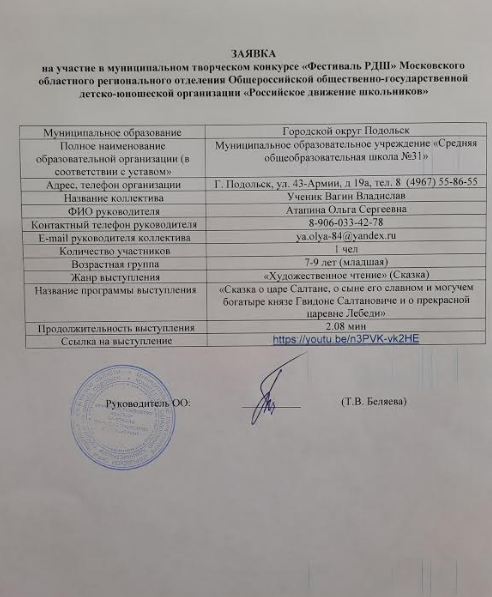 ЗАЯВКА
на участие в муниципальном творческом конкурсе «Фестиваль РДШ» Московского
областного регионального отделения Общероссийской общественно-государственной
детско-юношеской организации «Российское движение школьников»
Муниципальное образование Городской округ Подольск
Полное наименование образовательной организации (в соответствии с уставом» Муниципальное образовательное учреждение «Средняя общеобразовательная школа №31»
Адрес, телефон организации Г. Подольск, ул. 43-Армии, д 19а, тел. 8 (4967) 55-86-55
Название коллектива Ученик Вагин Владислав
ФИО руководителя Атапина Ольга Сергеевна
Контактный телефон руководителя 8-906-033-42-78
E-mail руководителя коллектива ya.olya-84@yandex.ru
Количество участников 1 чел
Возрастная группа 7-9 лет (младшая)
Жанр выступления «Художественное чтение» (Сказка)
Название программы выступления «Сказка о царе Салтане, о сыне его славном и могучем богатыре князе Гвидоне Салтановиче и о прекрасной царевне Лебеди»
Продолжительность выступления 2.08 мин
Ссылка на выступление https://youtu.be/n3PVK-vk2HE
Руководитель ОО: (Т.В. Беляева)